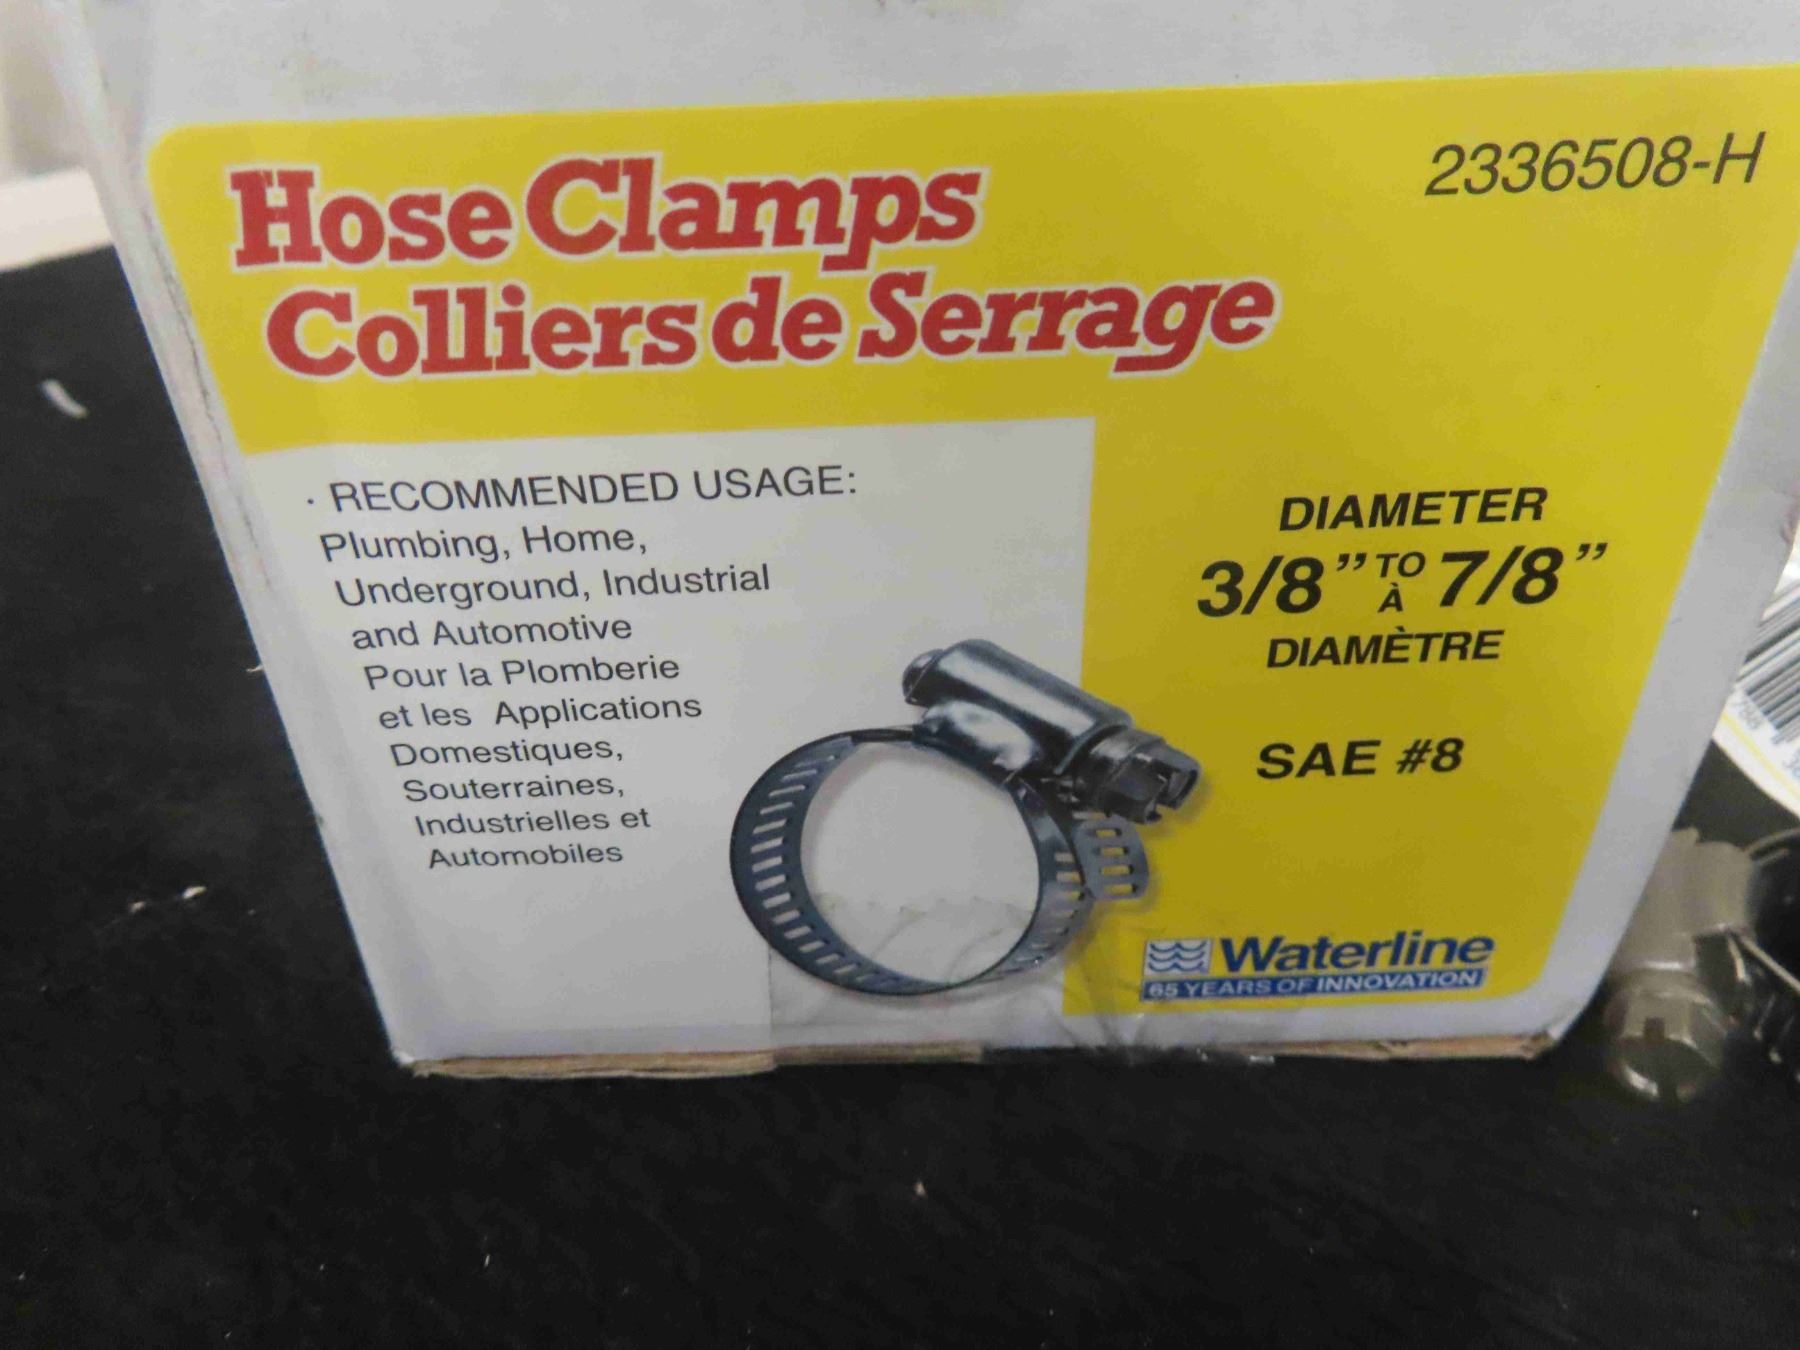 Hose Clamps
2336508-H
Colliers de Serrage
· RECOMMENDED USAGE:
Plumbing, Home,
Underground, Industrial
and Automotive
Pour la Plomberie
et les Applications
Domestiques,
Souterraines,
Industrielles et
Automobiles
DIAMETER
3/8” TO À 7/8”
DIAMÈTRE
SAE #8
Waterline
65 YEARS OF INNOVATION